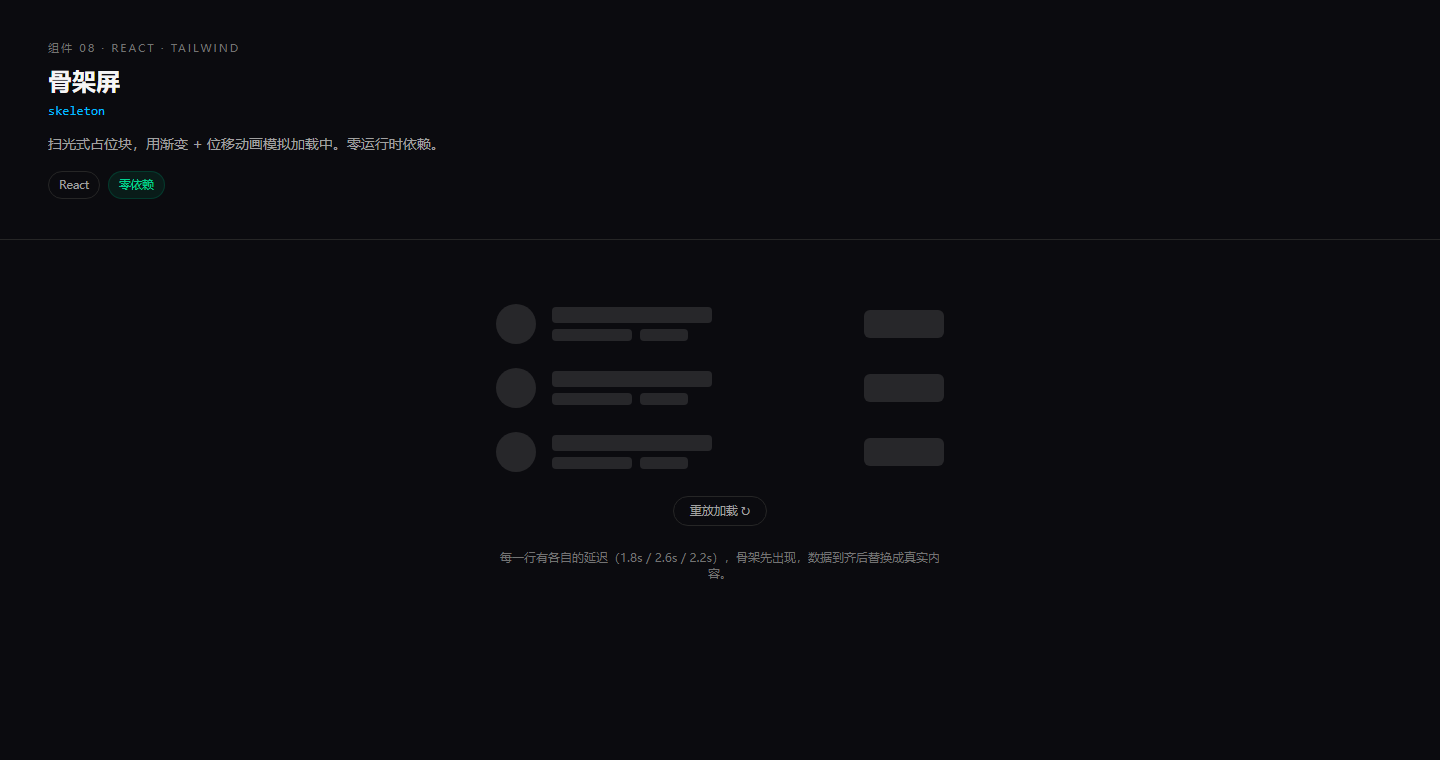 组件 08 · REACT · TAILWIND
骨架屏
skeleton
扫光式占位块，用渐变 + 位移动画模拟加载中。零运行时依赖。
React
零依赖
重放加载 ↻
每一行有各自的延迟（1.8s / 2.6s / 2.2s），骨架先出现，数据到齐后替换成真实内
容。